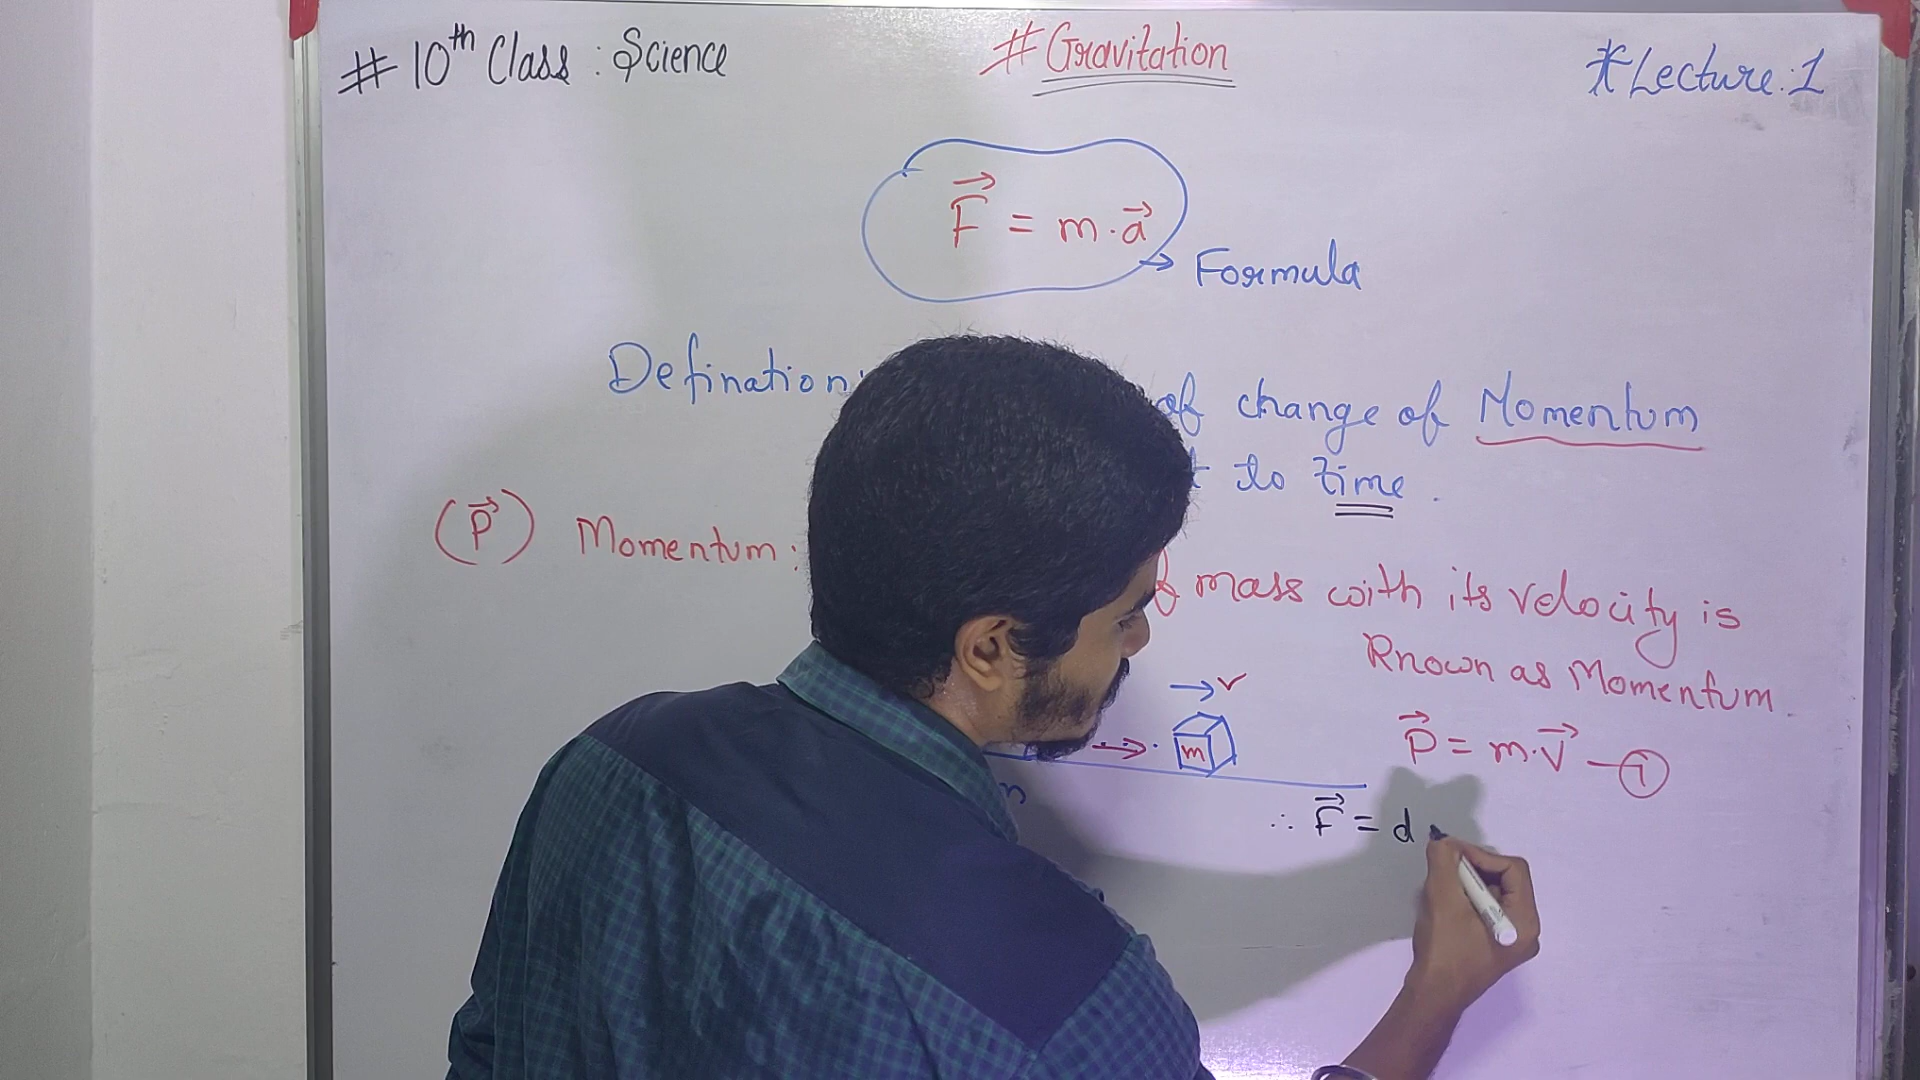 # 10th Class : Science
# Gravitation
* Lecture : 1
F⃗ = m · a⃗
→ Formula
Defination: of change of Momentum
to time .
(P⃗) Momentum : mass with its velocity is
Known as Momentum .
→ v
m
P⃗ = m · V⃗ — ①
∴ F⃗ = d